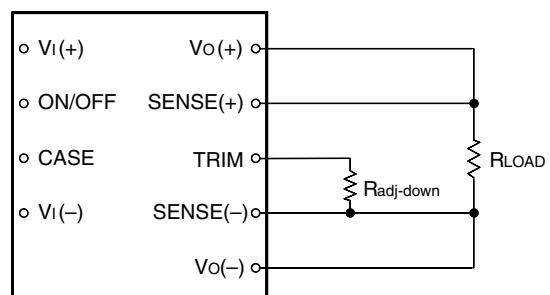 VI(+) VO(+)
ON/OFF SENSE(+)
CASE TRIM RLOAD
Radj-down
VI(–) SENSE(–)
VO(–)